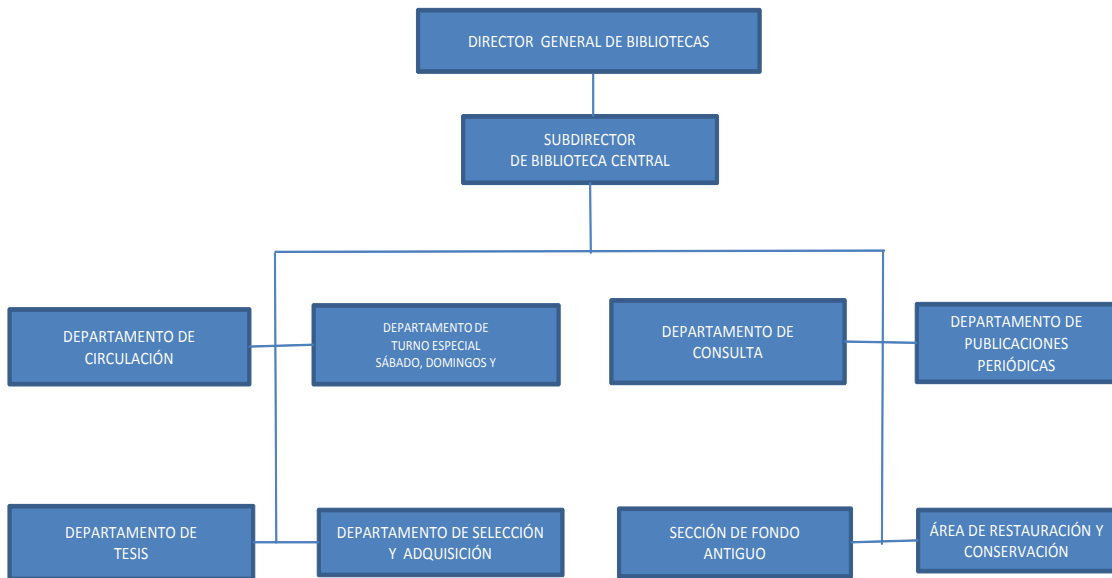 DIRECTOR GENERAL DE BIBLIOTECAS
SUBDIRECTOR
DE BIBLIOTECA CENTRAL
DEPARTAMENTO DE
CIRCULACIÓN
DEPARTAMENTO DE
TURNO ESPECIAL
SÁBADO, DOMINGOS Y
DEPARTAMENTO DE
CONSULTA
DEPARTAMENTO DE
PUBLICACIONES
PERIÓDICAS
DEPARTAMENTO DE
TESIS
DEPARTAMENTO DE SELECCIÓN
Y ADQUISICIÓN
SECCIÓN DE FONDO
ANTIGUO
ÁREA DE RESTAURACIÓN Y
CONSERVACIÓN